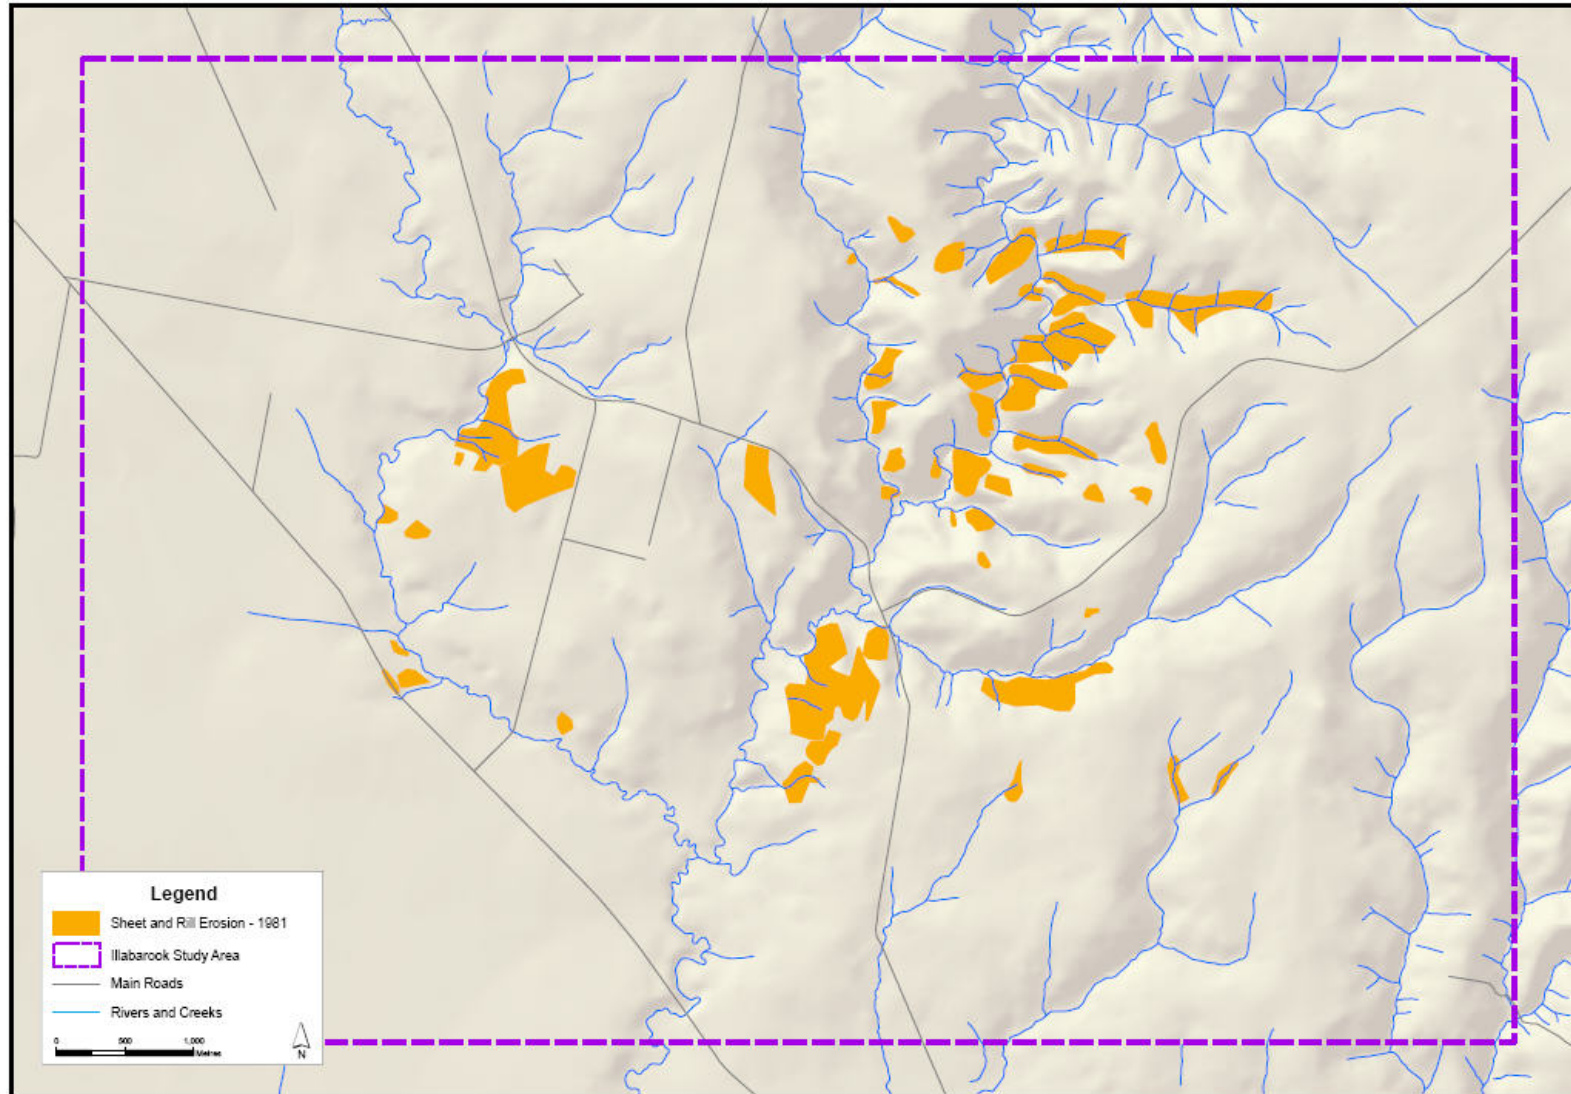 Legend
Sheet and Rill Erosion - 1981
Illabarook Study Area
Main Roads
Rivers and Creeks
0 500 1,000
Metres
N